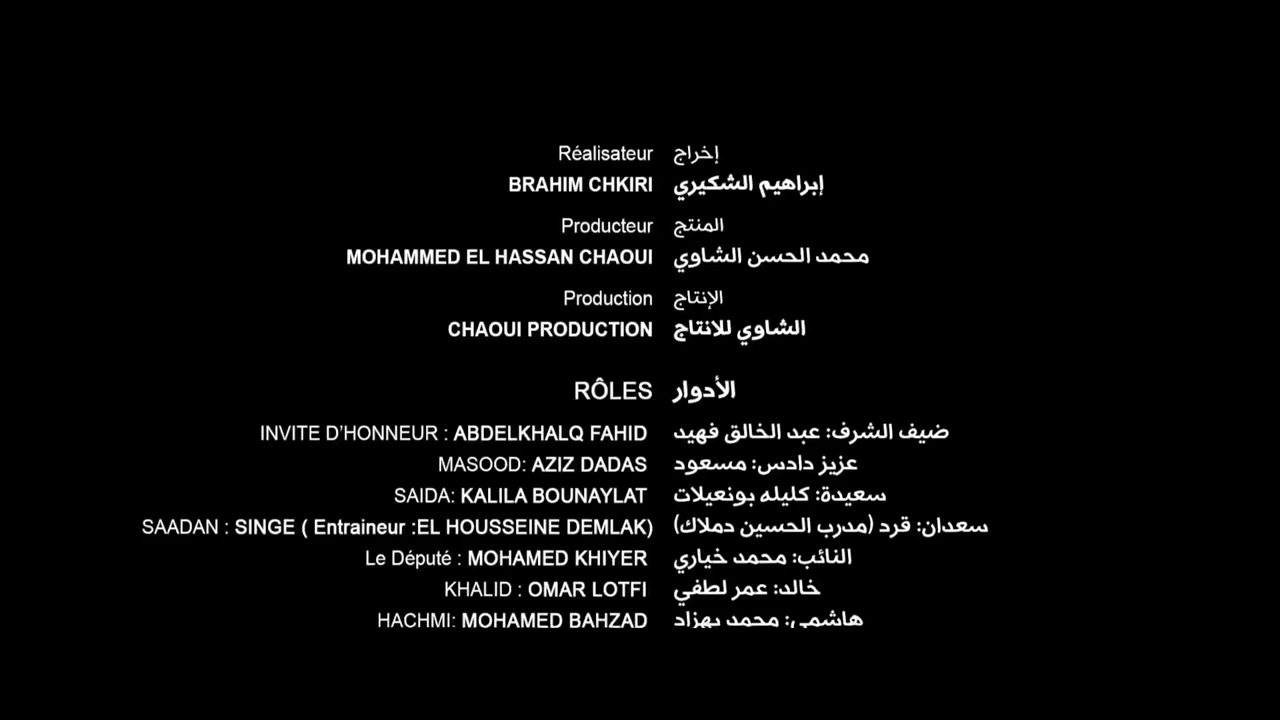 Réalisateur إخراج
BRAHIM CHKIRI إبراهيم الشكيري
Producteur المنتج
MOHAMMED EL HASSAN CHAOUI محمد الحسن الشاوي
Production الإنتاج
CHAOUI PRODUCTION الشاوي للانتاج
RÔLES الأدوار
INVITE D'HONNEUR : ABDELKHALQ FAHID ضيف الشرف: عبد الخالق فهيد
MASOOD: AZIZ DADAS عزيز دادس: مسعود
SAIDA: KALILA BOUNAYLAT سعيدة: كليله بونعيلات
SAADAN : SINGE ( Entraineur :EL HOUSSEINE DEMLAK) سعدان: قرد (مدرب الحسين دملاك)
Le Député : MOHAMED KHIYER النائب: محمد خياري
KHALID : OMAR LOTFI خالد: عمر لطفي
HACHMI: MOHAMED BAHZAD هاشمي: محمد بهزاد